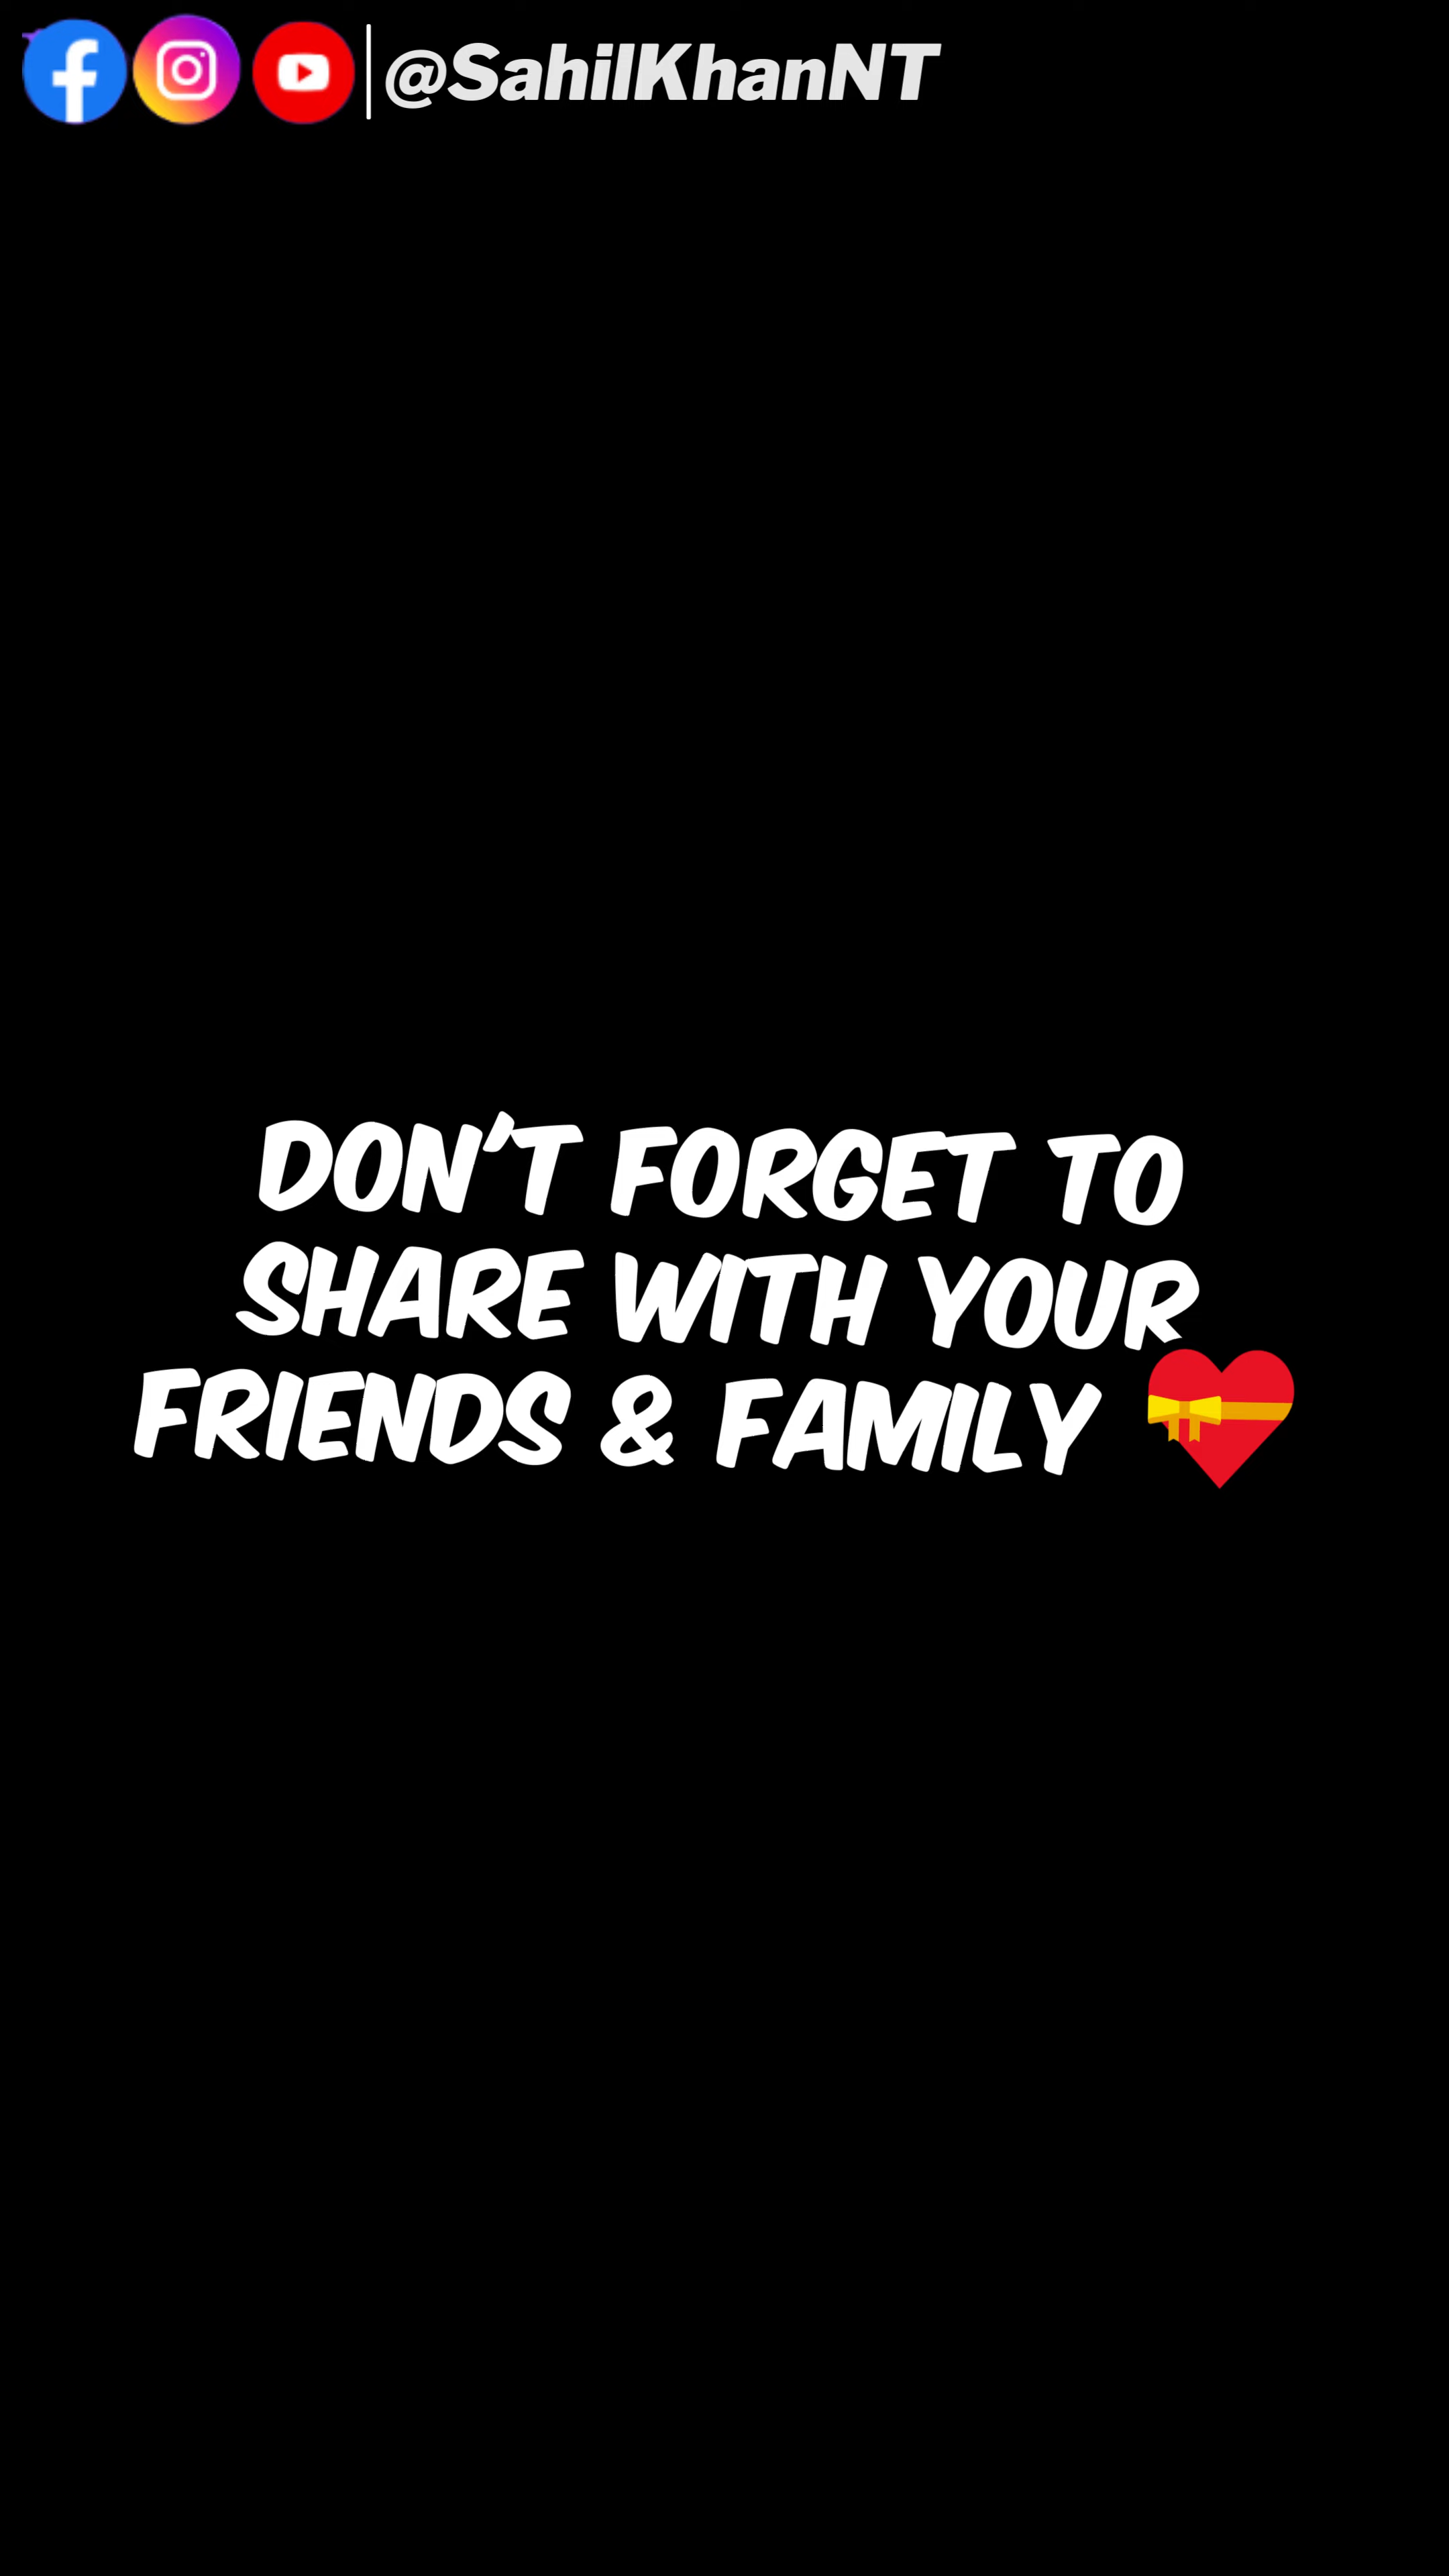 @SahilKhanNT
DON'T FORGET TO
SHARE WITH YOUR
FRIENDS & FAMILY 💝